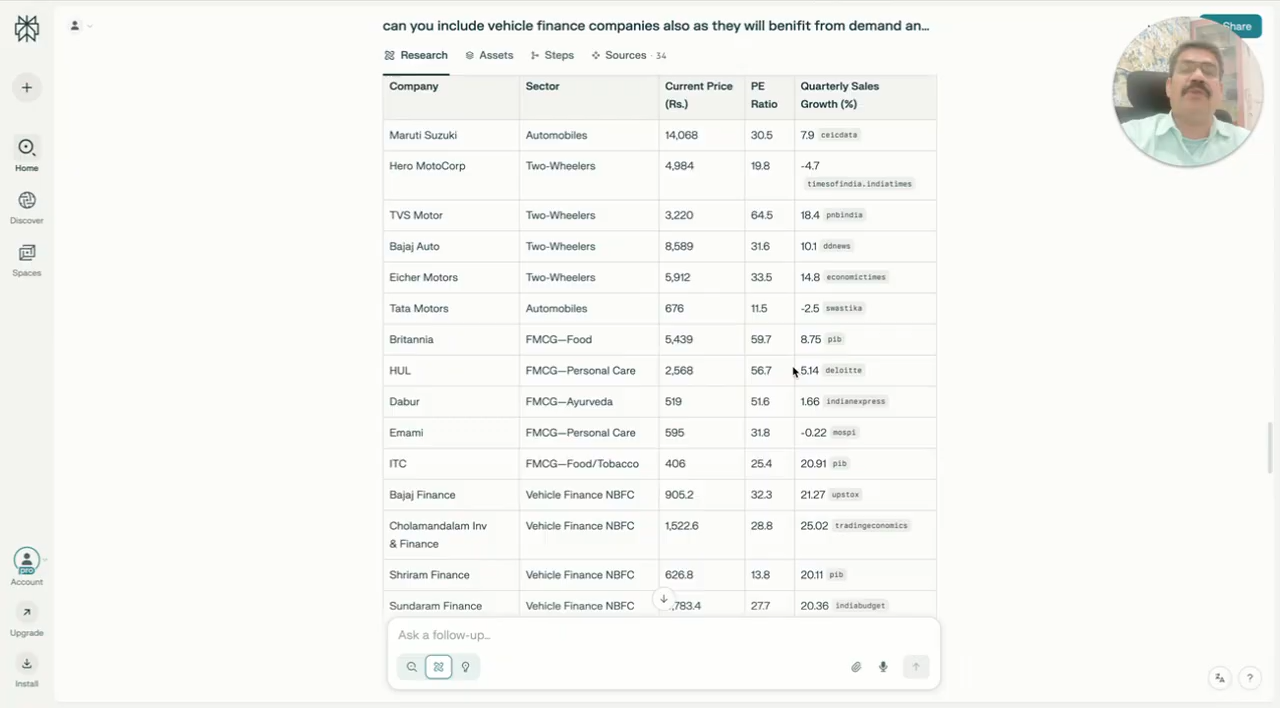 can you include vehicle finance companies also as they will benifit from demand an...
Share
Research Assets Steps Sources · 34
Company Sector Current Price (Rs.) PE Ratio Quarterly Sales Growth (%)
Maruti Suzuki Automobiles 14,068 30.5 7.9 ceicdata
Hero MotoCorp Two-Wheelers 4,984 19.8 -4.7 timesofindia.indiatimes
TVS Motor Two-Wheelers 3,220 64.5 18.4 pnbindia
Bajaj Auto Two-Wheelers 8,589 31.6 10.1 ddnews
Eicher Motors Two-Wheelers 5,912 33.5 14.8 economictimes
Tata Motors Automobiles 676 11.5 -2.5 swastika
Britannia FMCG—Food 5,439 59.7 8.75 pib
HUL FMCG—Personal Care 2,568 56.7 5.14 deloitte
Dabur FMCG—Ayurveda 519 51.6 1.66 indianexpress
Emami FMCG—Personal Care 595 31.8 -0.22 mospi
ITC FMCG—Food/Tobacco 406 25.4 20.91 pib
Bajaj Finance Vehicle Finance NBFC 905.2 32.3 21.27 upstox
Cholamandalam Inv & Finance Vehicle Finance NBFC 1,522.6 28.8 25.02 tradingeconomics
Shriram Finance Vehicle Finance NBFC 626.8 13.8 20.11 pib
Sundaram Finance Vehicle Finance NBFC ,783.4 27.7 20.36 indiabudget
Ask a follow-up...
Home
Discover
Spaces
pro
Account
Upgrade
Install
?